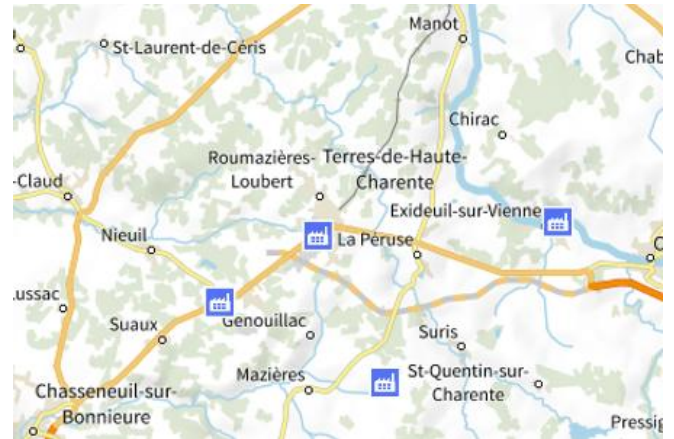 Manot
St-Laurent-de-Céris
Chab
Chirac
Roumazières-
Loubert
Terres-de-Haute-
Charente
-Claud
Exideuil-sur-Vienne
Nieuil
La Péruse
C
ussac
Suaux
Genouillac
Suris
Mazières
St-Quentin-sur-
Charente
Chasseneuil-sur-
Bonnieure
Pressig